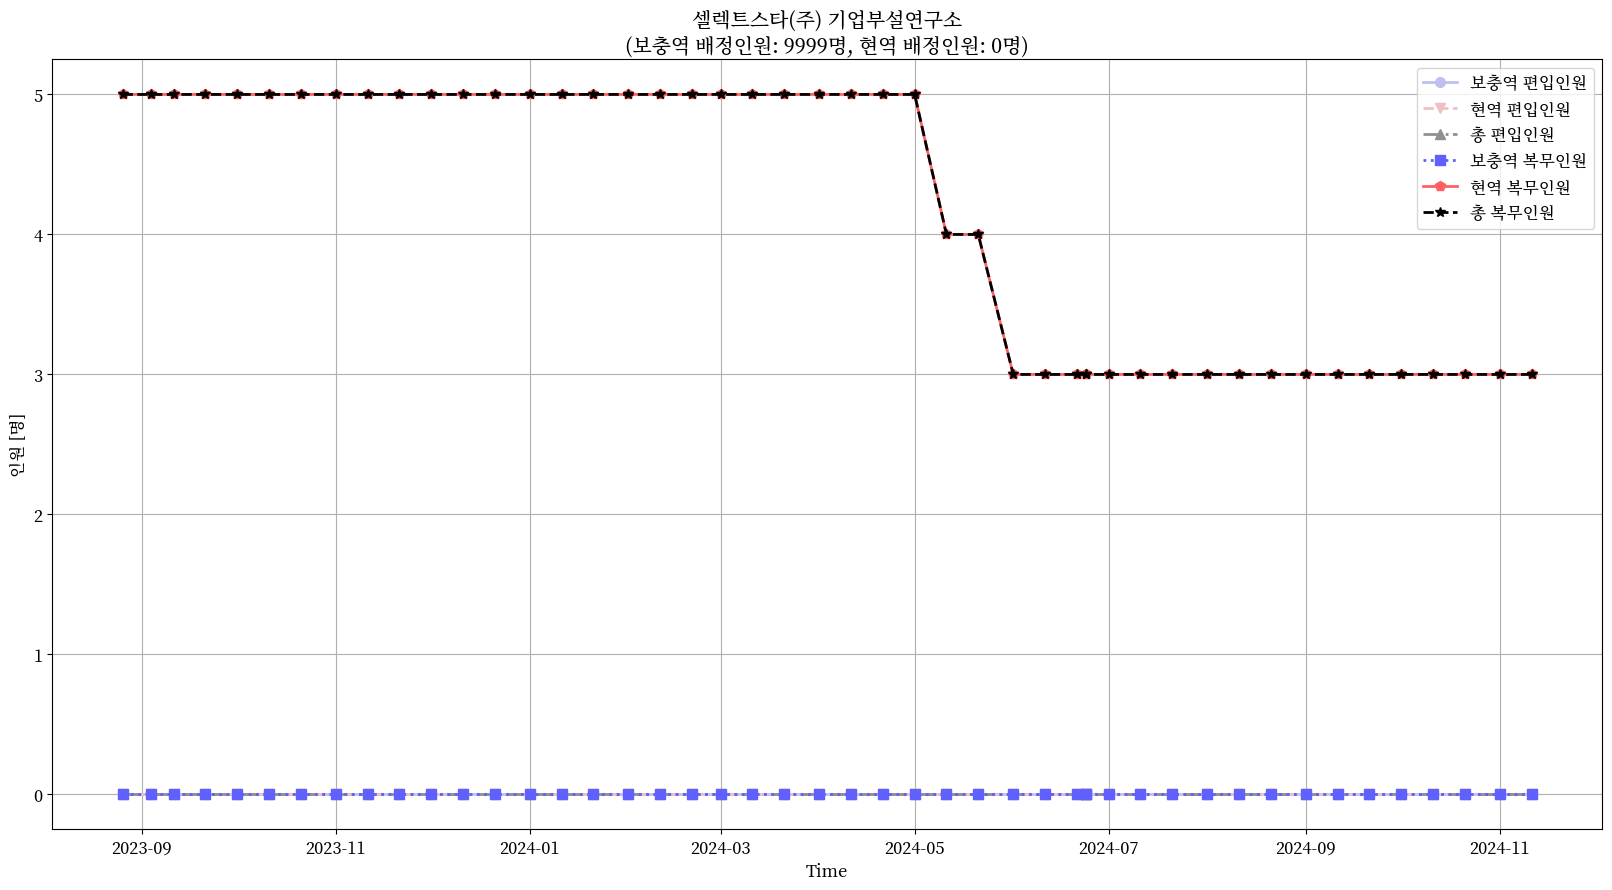 셀렉트스타(주) 기업부설연구소
(보충역 배정인원: 9999명, 현역 배정인원: 0명)
보충역 편입인원
현역 편입인원
총 편입인원
보충역 복무인원
현역 복무인원
총 복무인원
인원 [명]
5
4
3
2
1
0
2023-09
2023-11
2024-01
2024-03
2024-05
2024-07
2024-09
2024-11
Time